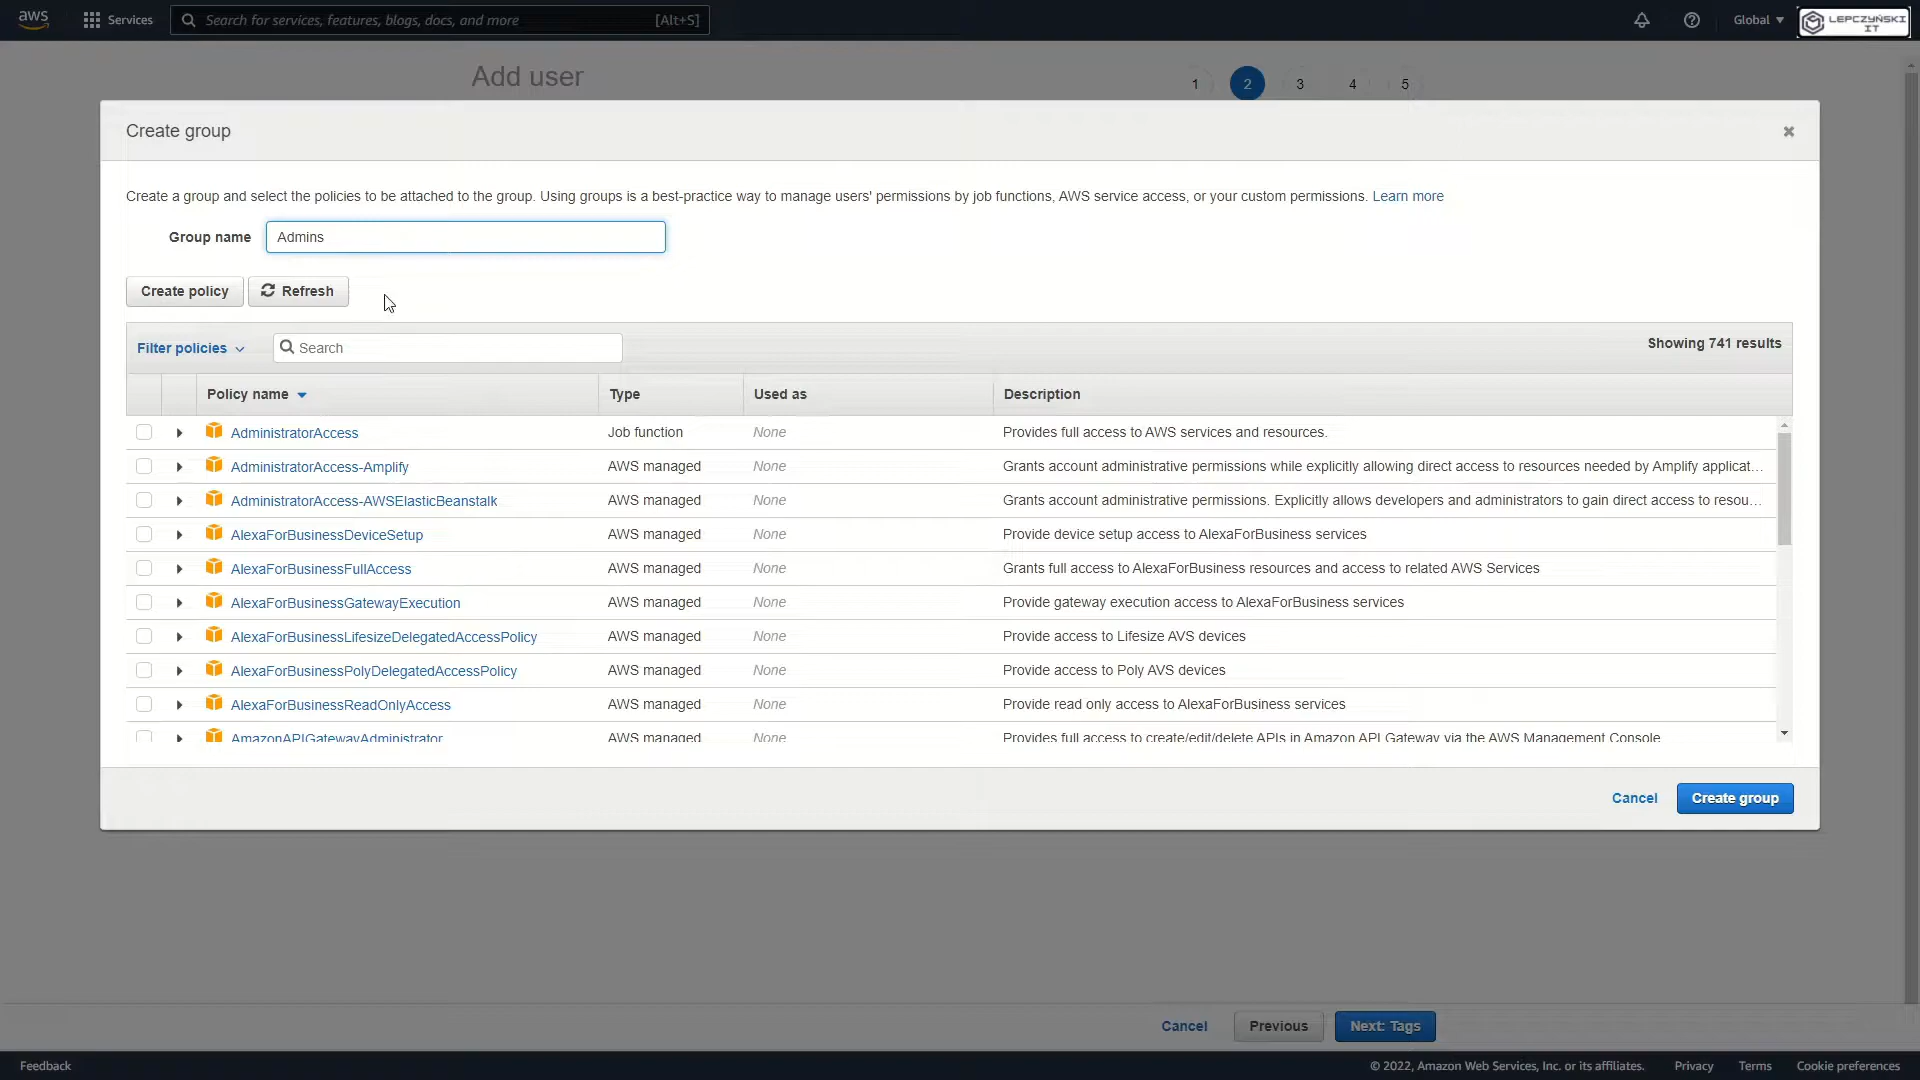 aws
Services
Search for services, features, blogs, docs, and more
[Alt+S]
Global
LEPCZYŃSKI
IT
Add user
1
2
3
4
5
Create group
Create a group and select the policies to be attached to the group. Using groups is a best-practice way to manage users' permissions by job functions, AWS service access, or your custom permissions. Learn more
Group name
Admins
Create policy
Refresh
Filter policies
Search
Showing 741 results
Policy name Type Used as Description
AdministratorAccess Job function None Provides full access to AWS services and resources.
AdministratorAccess-Amplify AWS managed None Grants account administrative permissions while explicitly allowing direct access to resources needed by Amplify applicat…
AdministratorAccess-AWSElasticBeanstalk AWS managed None Grants account administrative permissions. Explicitly allows developers and administrators to gain direct access to resou…
AlexaForBusinessDeviceSetup AWS managed None Provide device setup access to AlexaForBusiness services
AlexaForBusinessFullAccess AWS managed None Grants full access to AlexaForBusiness resources and access to related AWS Services
AlexaForBusinessGatewayExecution AWS managed None Provide gateway execution access to AlexaForBusiness services
AlexaForBusinessLifesizeDelegatedAccessPolicy AWS managed None Provide access to Lifesize AVS devices
AlexaForBusinessPolyDelegatedAccessPolicy AWS managed None Provide access to Poly AVS devices
AlexaForBusinessReadOnlyAccess AWS managed None Provide read only access to AlexaForBusiness services
AmazonAPIGatewayAdministrator AWS managed None Provides full access to create/edit/delete APIs in Amazon API Gateway via the AWS Management Console
Cancel
Create group
Cancel
Previous
Next: Tags
Feedback
© 2022, Amazon Web Services, Inc. or its affiliates.
Privacy
Terms
Cookie preferences